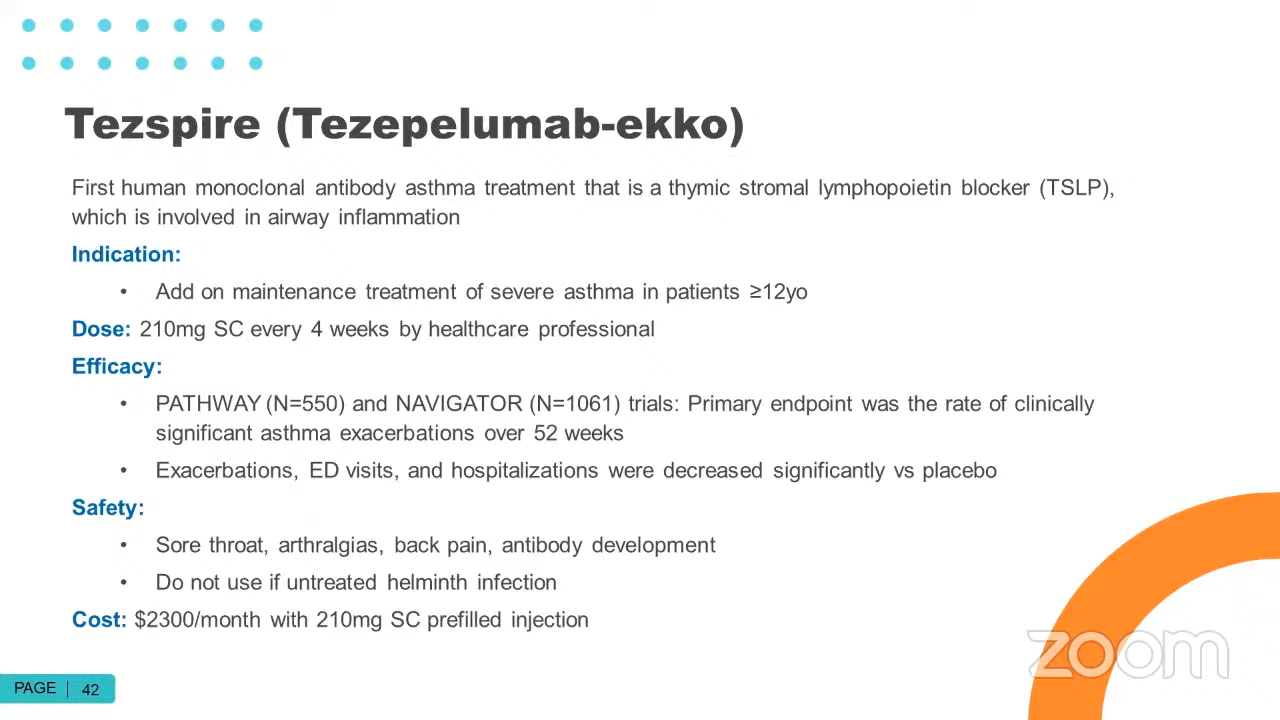 Tezspire (Tezepelumab-ekko)
First human monoclonal antibody asthma treatment that is a thymic stromal lymphopoietin blocker (TSLP),
which is involved in airway inflammation
Indication:
• Add on maintenance treatment of severe asthma in patients ≥12yo
Dose: 210mg SC every 4 weeks by healthcare professional
Efficacy:
• PATHWAY (N=550) and NAVIGATOR (N=1061) trials: Primary endpoint was the rate of clinically
significant asthma exacerbations over 52 weeks
• Exacerbations, ED visits, and hospitalizations were decreased significantly vs placebo
Safety:
• Sore throat, arthralgias, back pain, antibody development
• Do not use if untreated helminth infection
Cost: $2300/month with 210mg SC prefilled injection
zoom
PAGE | 42